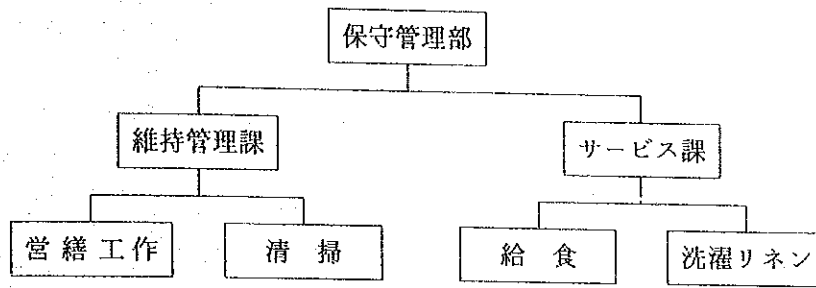 保守管理部
維持管理課
サービス課
営繕工作
清掃
給食
洗濯リネン